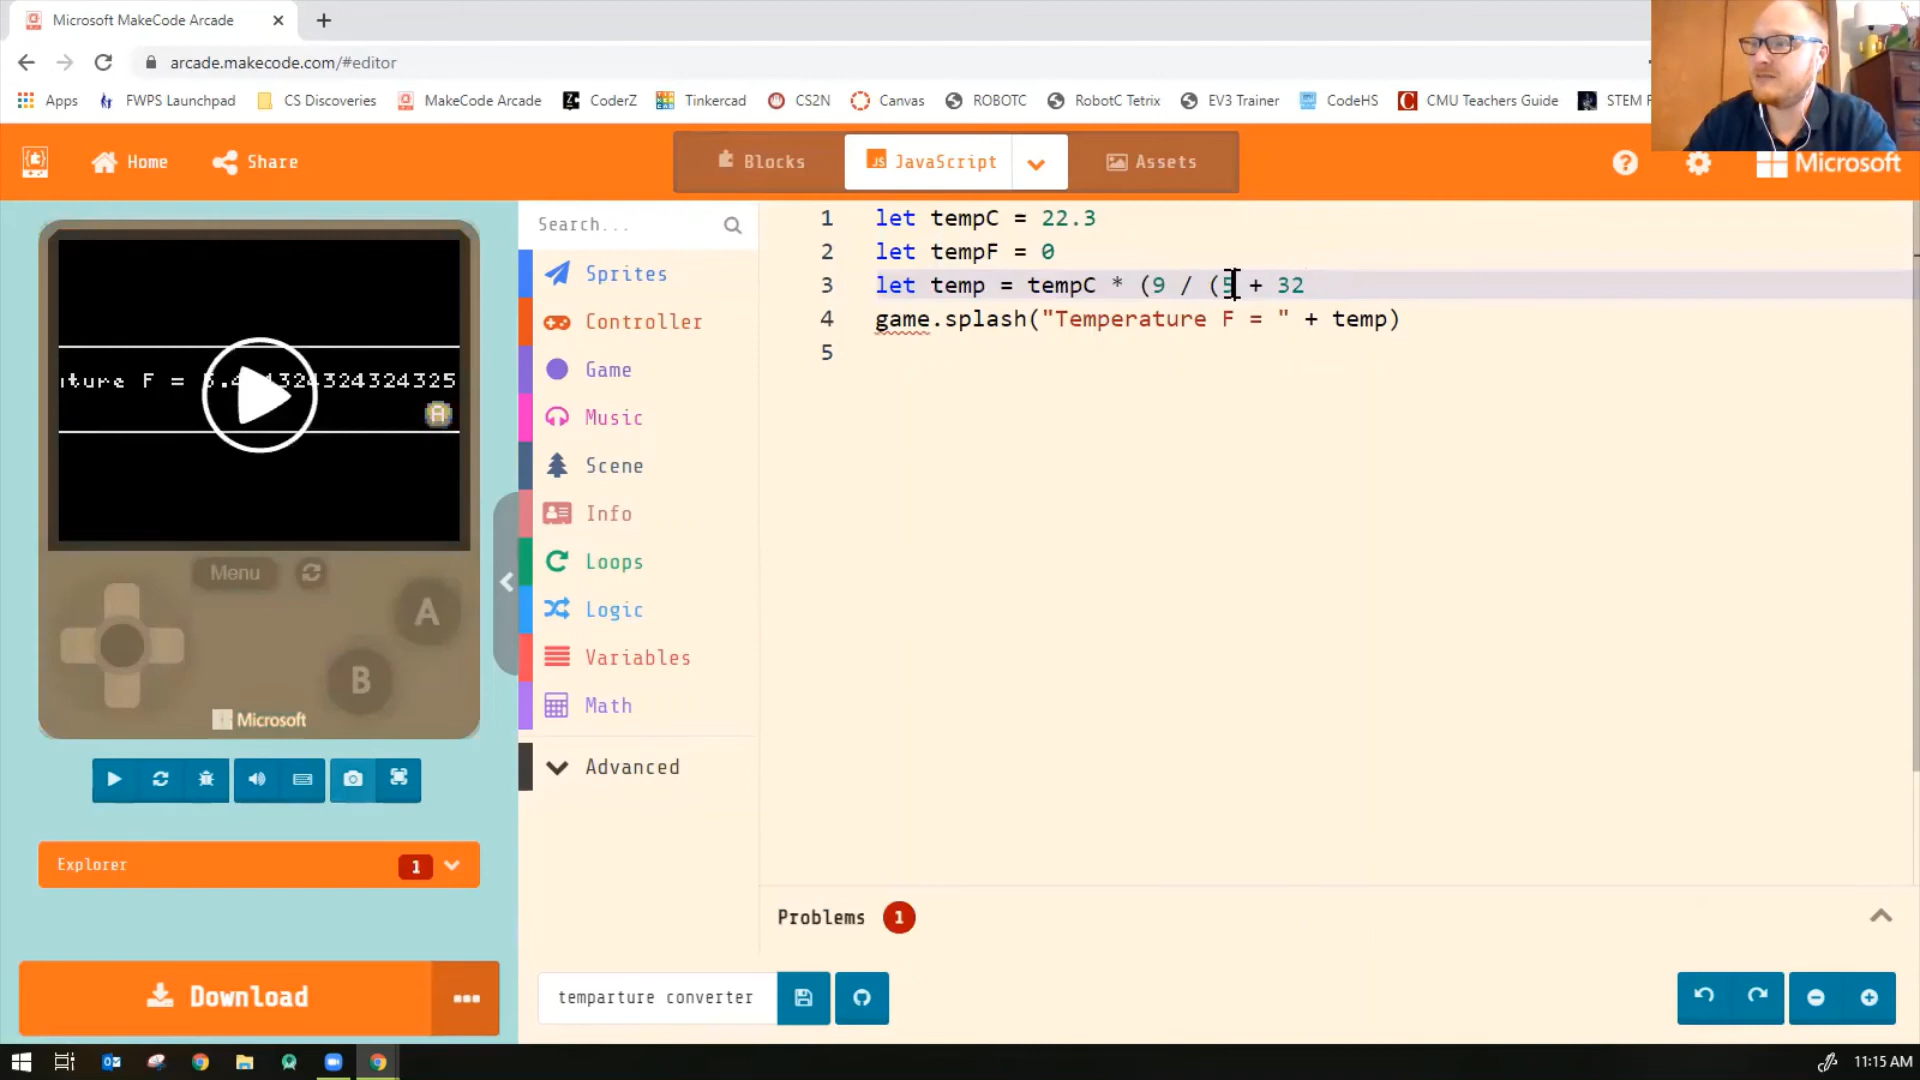 Microsoft MakeCode Arcade
arcade.makecode.com/#editor
Apps FWPS Launchpad CS Discoveries MakeCode Arcade CoderZ Tinkercad CS2N Canvas ROBOTC RobotC Tetrix EV3 Trainer CodeHS CMU Teachers Guide STEM
Home Share Blocks JavaScript Assets Microsoft
Search...
Sprites
Controller
Game
Music
Scene
Info
Loops
Logic
Variables
Math
Advanced
1 let tempC = 22.3
2 let tempF = 0
3 let temp = tempC * (9 / (5 + 32
4 game.splash("Temperature F = " + temp)
5
ture F =
A
Menu
A
B
Microsoft
Explorer 1
Download
Problems 1
temparture converter
11:15 AM